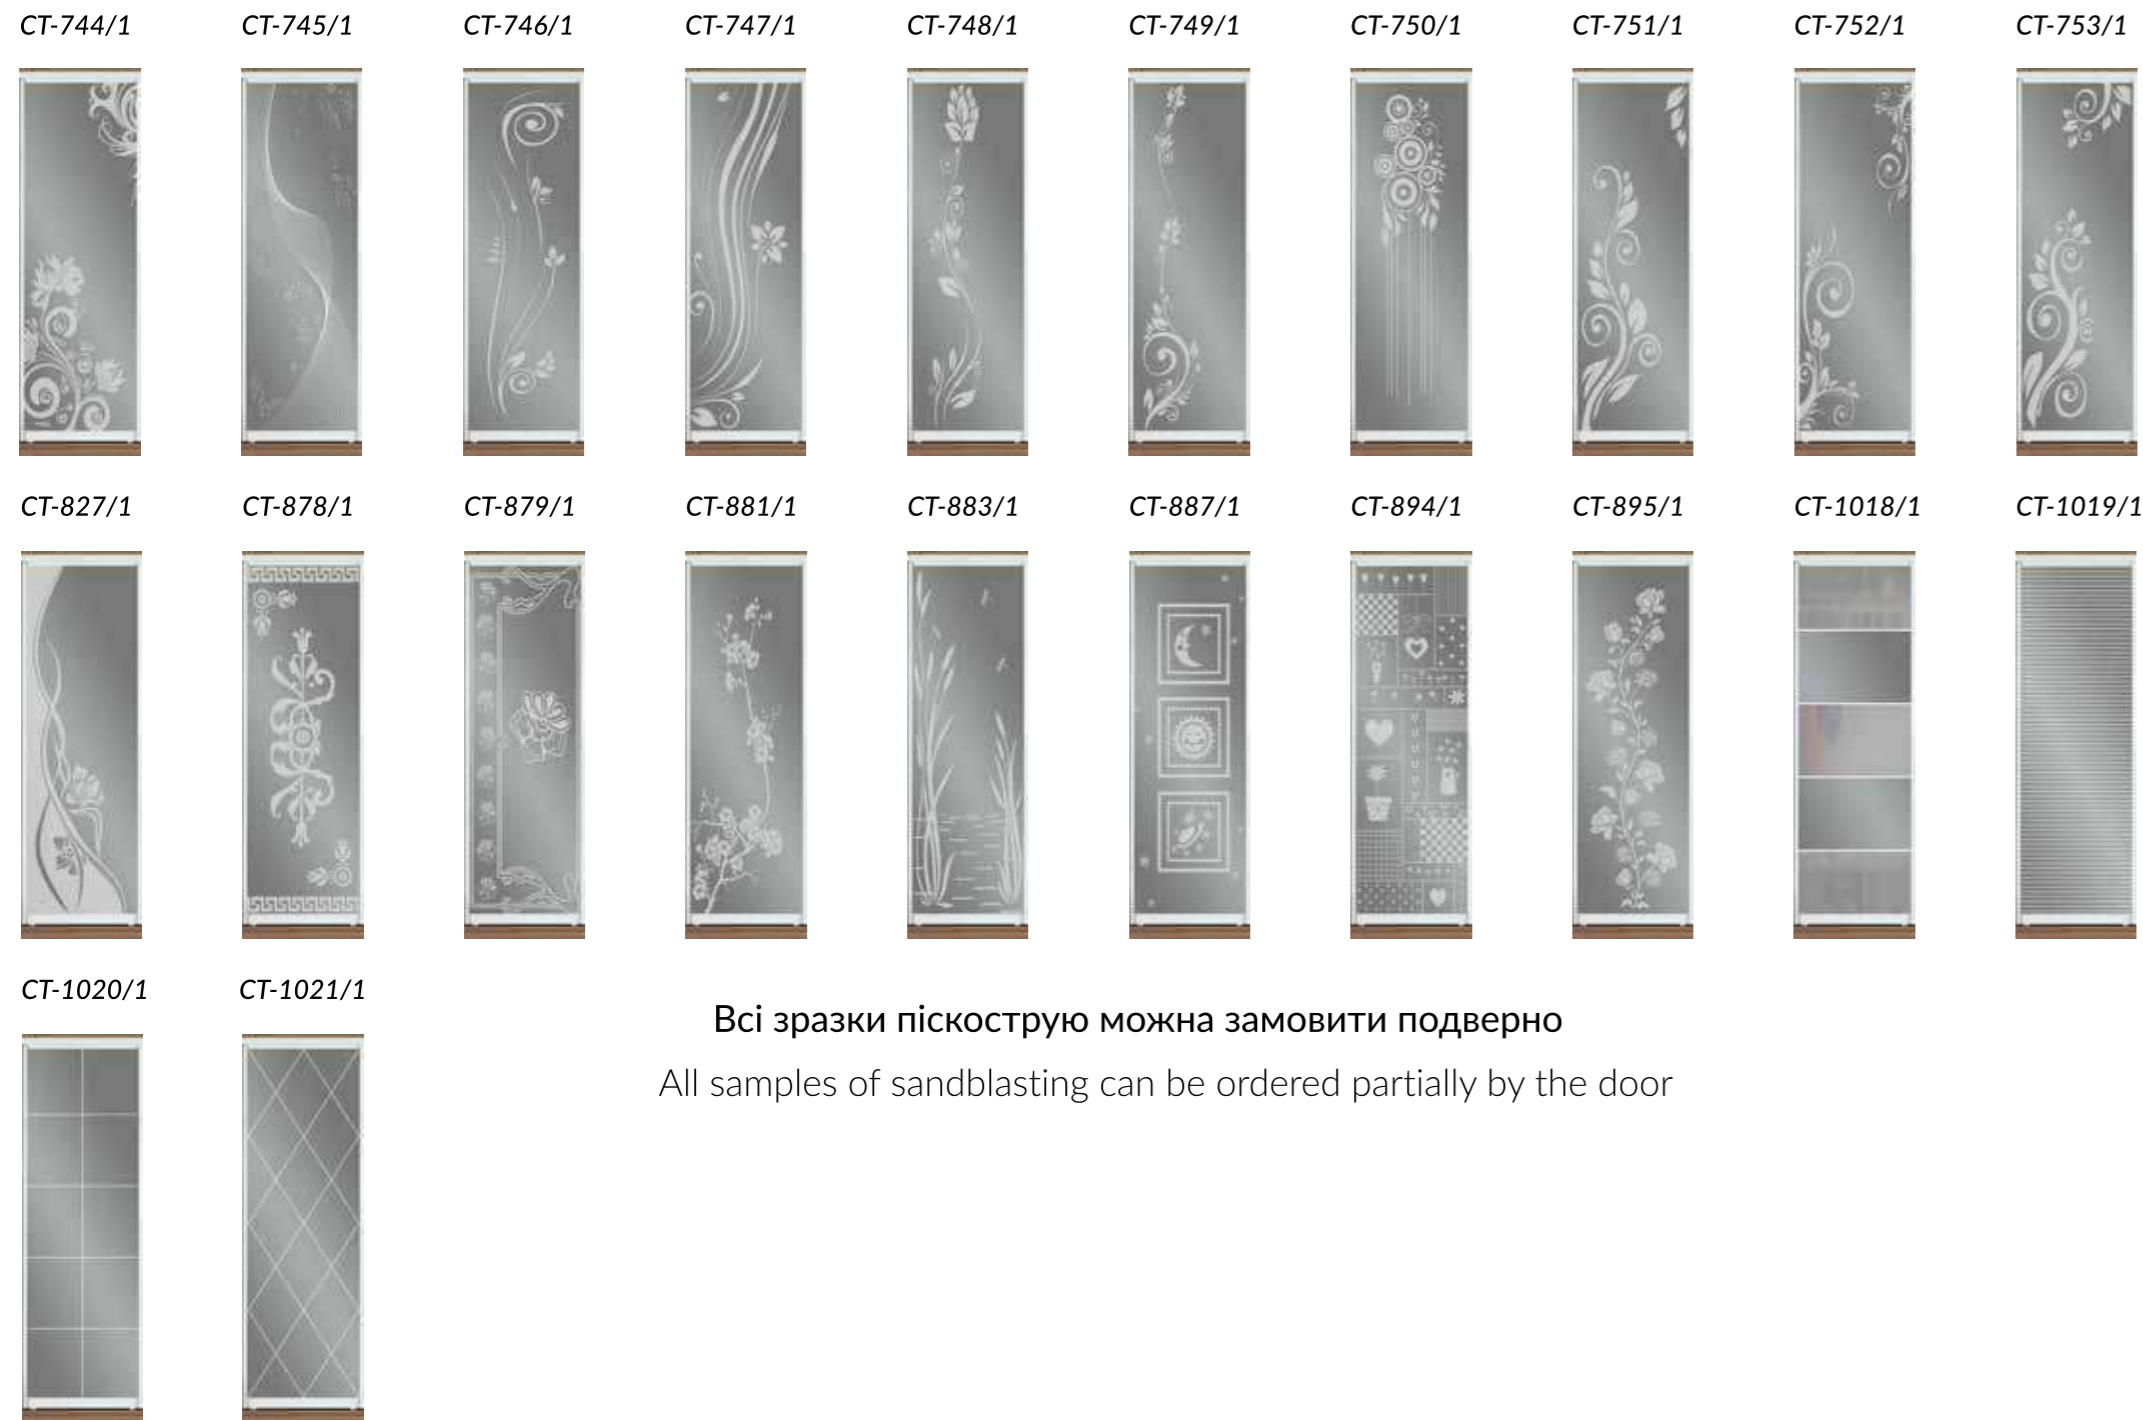 CT-744/1 CT-745/1 CT-746/1 CT-747/1 CT-748/1 CT-749/1 CT-750/1 CT-751/1 CT-752/1 CT-753/1
CT-827/1 CT-878/1 CT-879/1 CT-881/1 CT-883/1 CT-887/1 CT-894/1 CT-895/1 CT-1018/1 CT-1019/1
CT-1020/1 CT-1021/1
Всі зразки піскострую можна замовити подверно
All samples of sandblasting can be ordered partially by the door